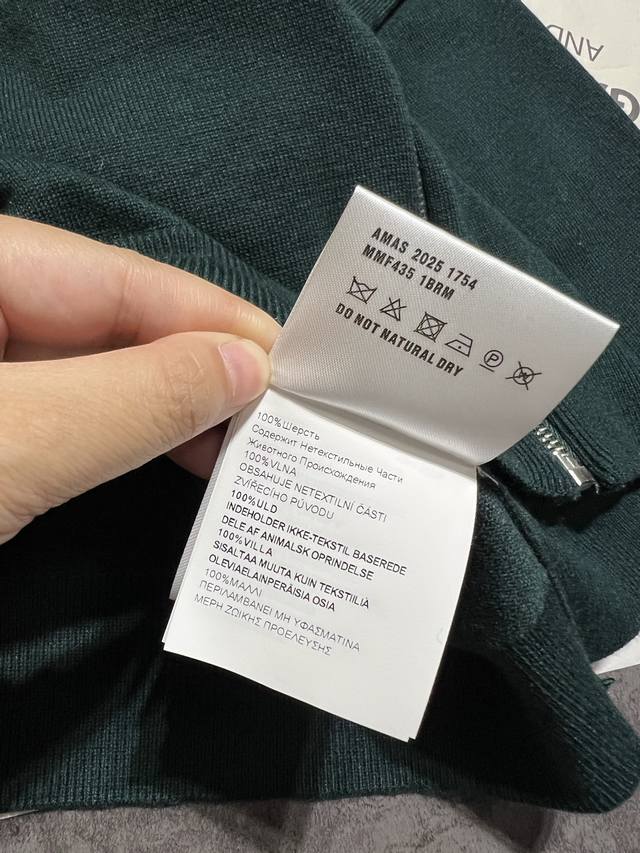 AND
AMAS 2025 1754
MMF435 1BRM
P
W
DO NOT NATURAL DRY
100%Шерсть
Содержит Нетекстильные Части
Животного Происхождения
100%VLNA
OBSAHUJE NETEXTILNÍ ČÁSTI
ZVÍŘECÍHO PŮVODU
100%ULD
INDEHOLDER IKKE-TEKSTIL BASEREDE
DELE AF ANIMALSK OPRINDELSE
100%VILLA
SISALTAA MUUTA KUIN TEKSTIILIÄ
OLEVIAELAINPERÄISIA OSIA
100%ΜΑΛΛΙ
ΠΕΡΙΛΑΜΒΑΝΕΙ ΜΗ ΥΦΑΣΜΑΤΙΝΑ
ΜΕΡΗ ΖΩΙΚΗΣ ΠΡΟΕΛΕΥΣΗΣ